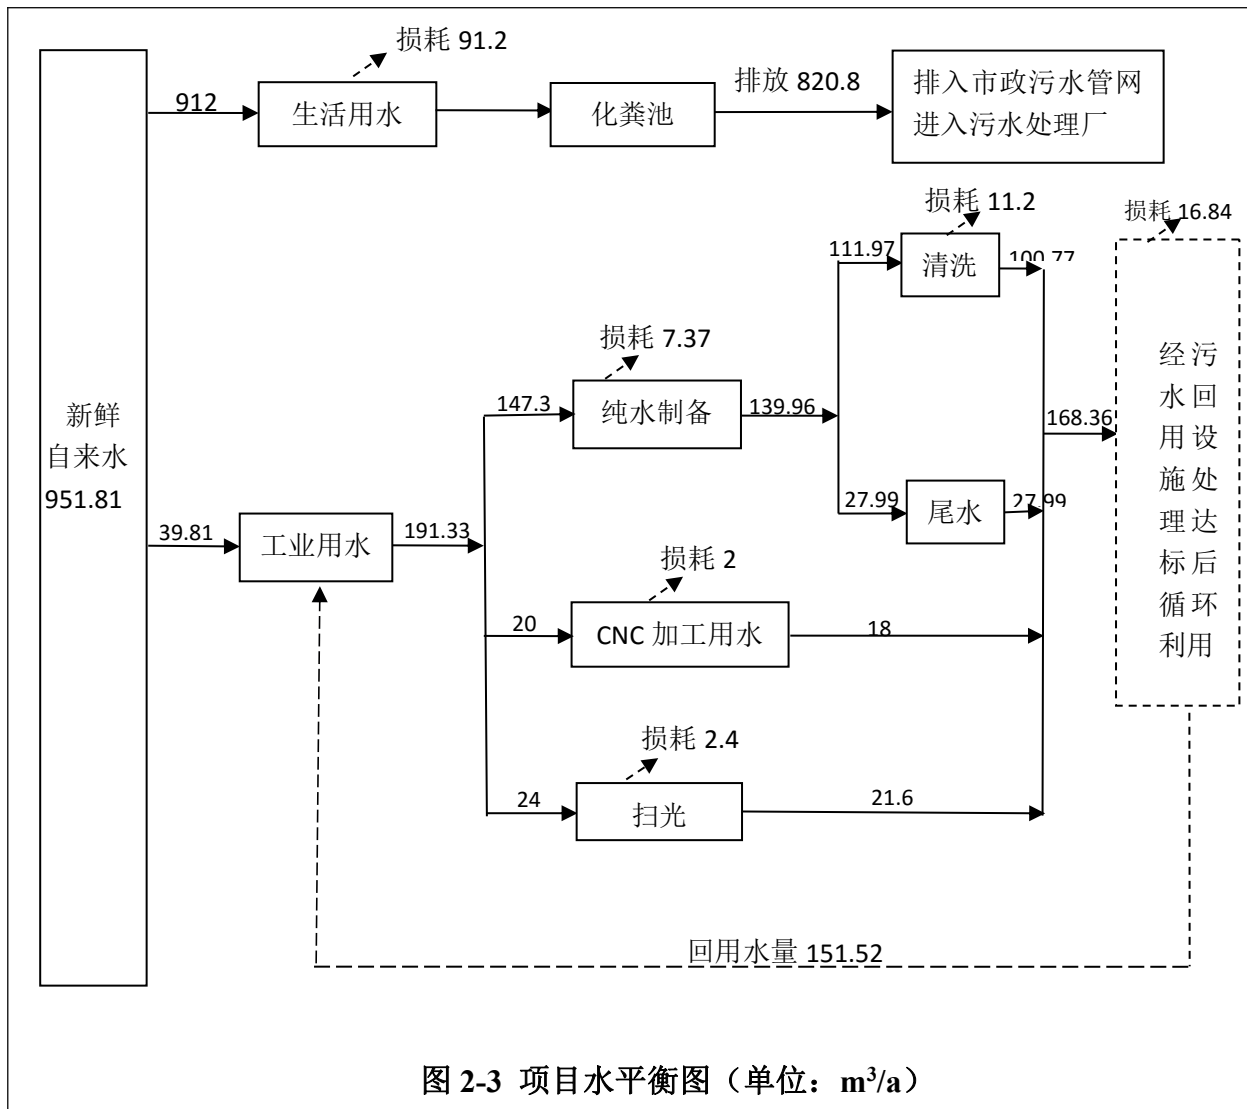 损耗 91.2
912
生活用水
化粪池
排放 820.8
排入市政污水管网
进入污水处理厂
损耗 11.2
损耗 16.84
111.97
清洗
100.77
损耗 7.37
147.3
纯水制备
139.96
168.36
新鲜
自来水
951.81
27.99
尾水
27.99
39.81
工业用水
191.33
损耗 2
20
CNC 加工用水
18
经污
水回
用设
施处
理达
标后
循环
利用
损耗 2.4
24
扫光
21.6
回用水量 151.52
图 2-3 项目水平衡图（单位：m³/a）